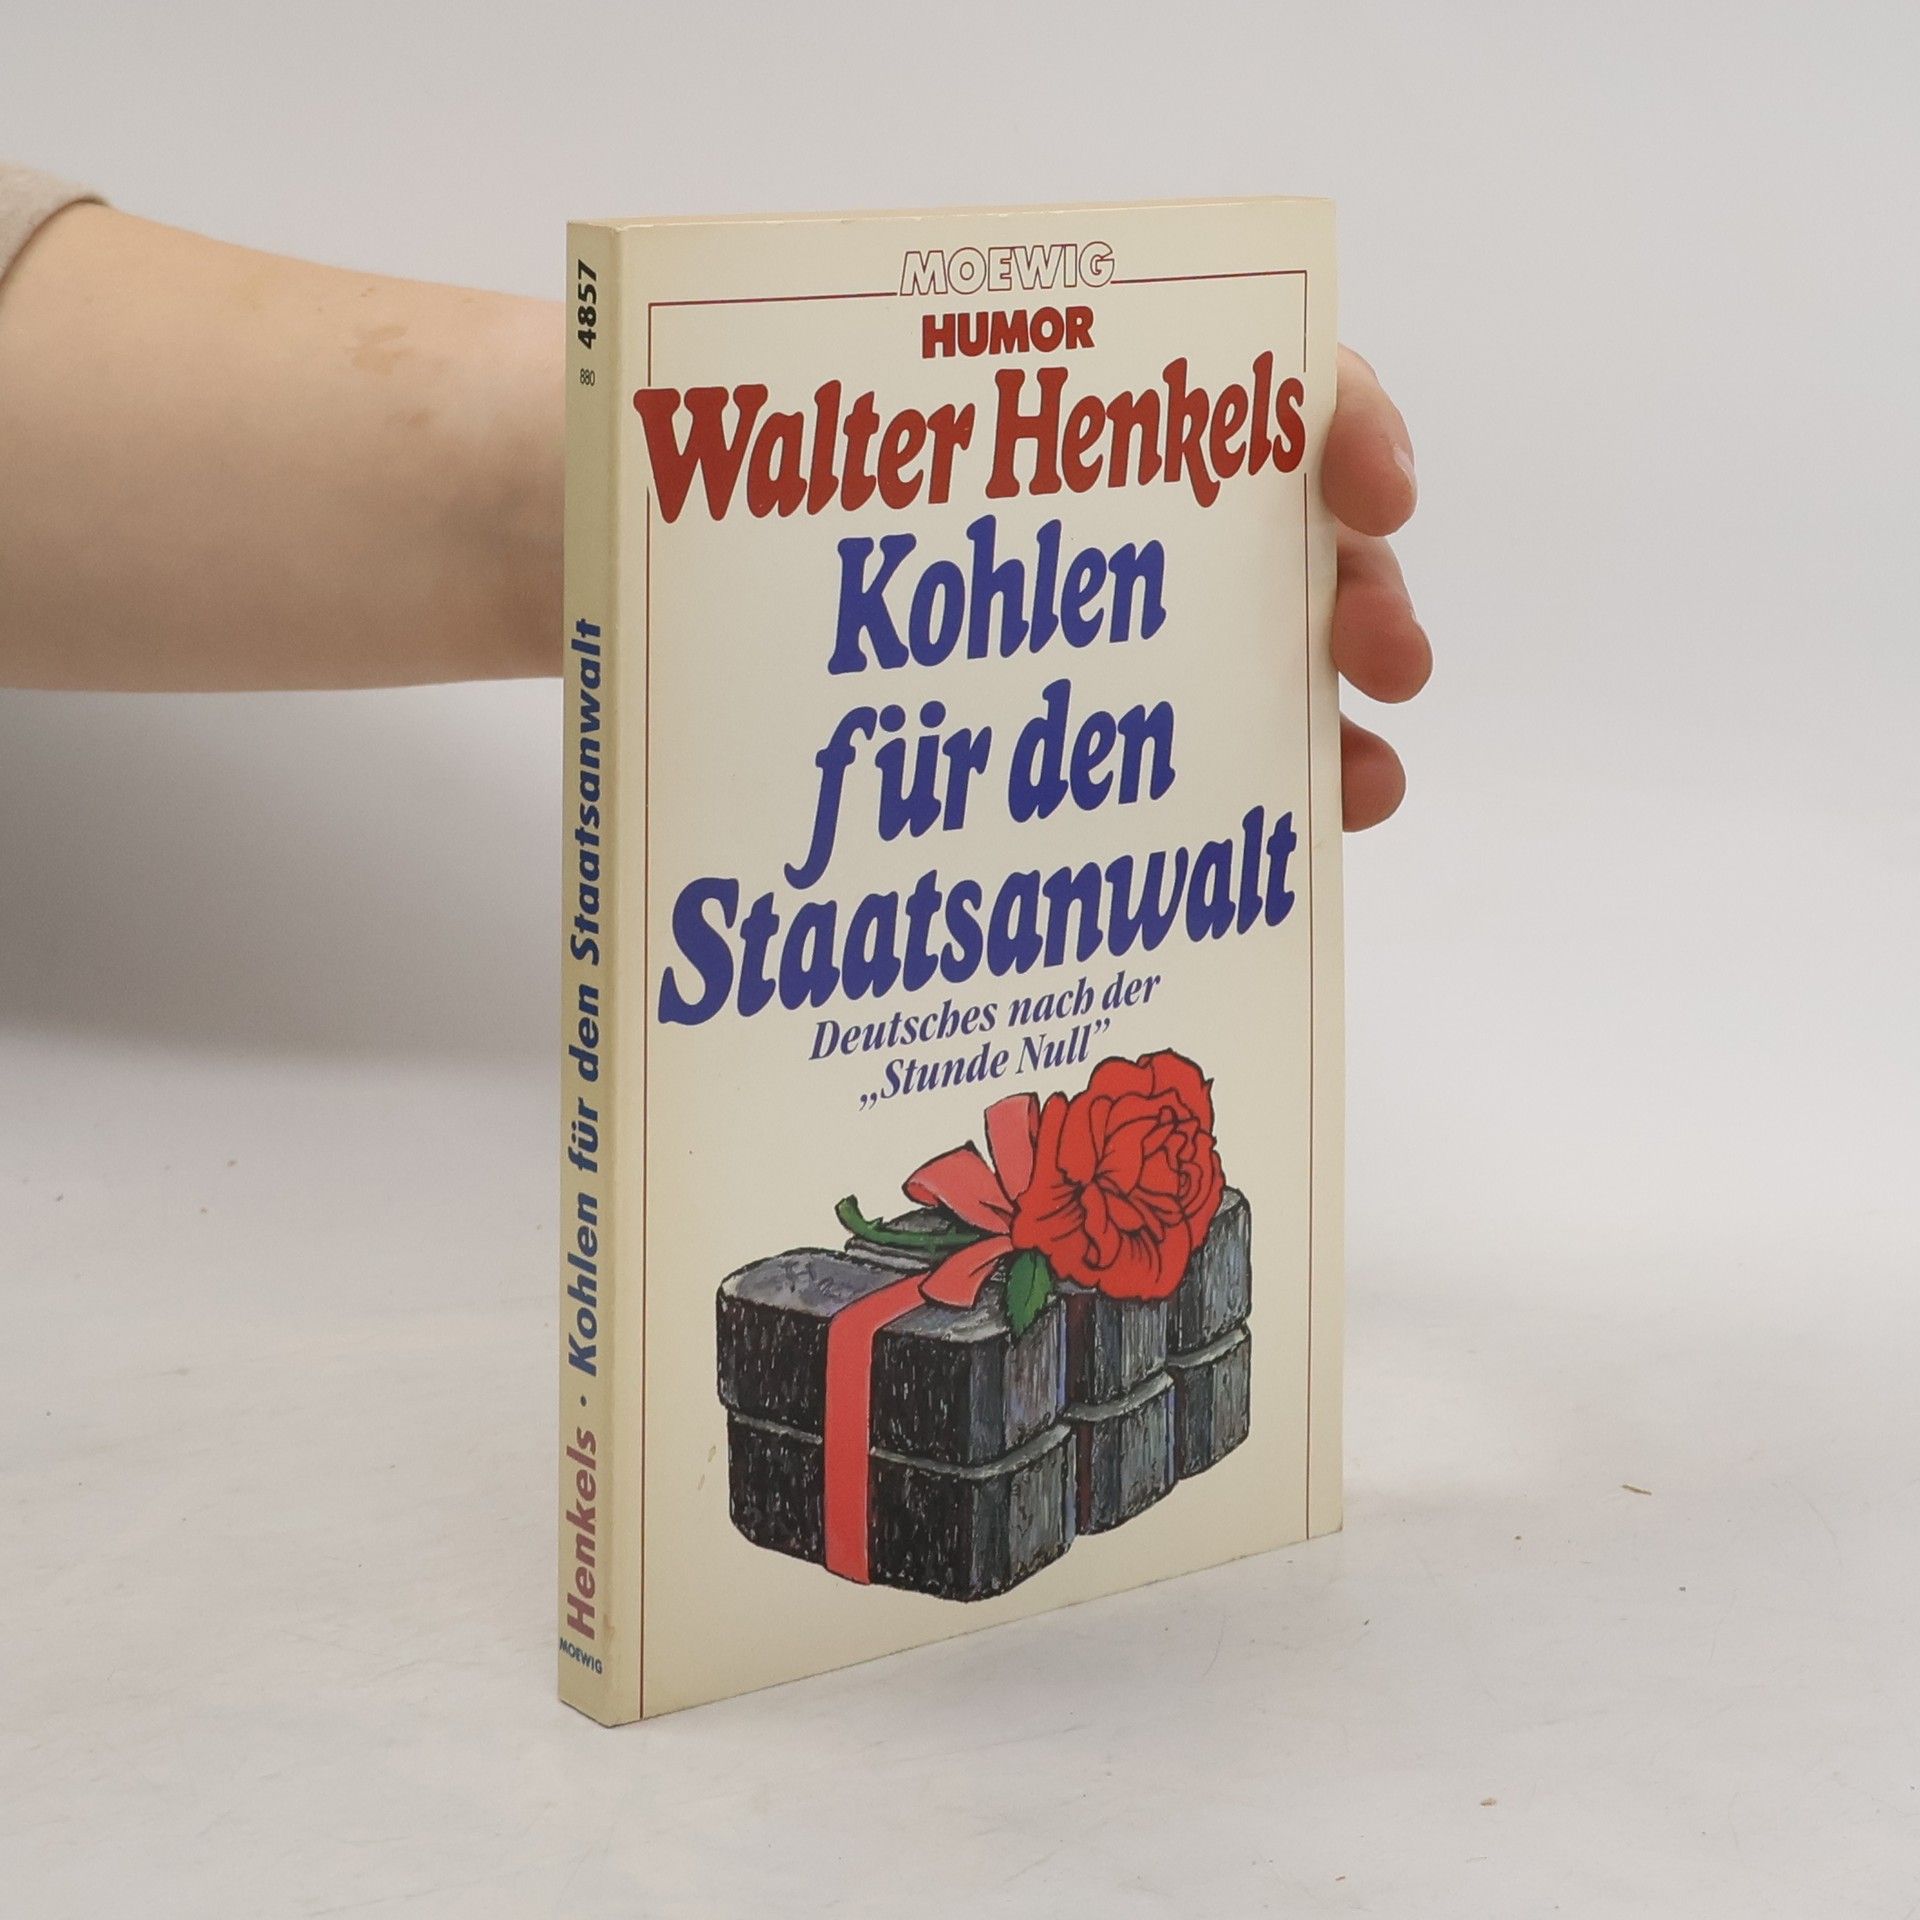 MOEWIG
HUMOR
Walter Henkels
Kohlen
für den
Staatsanwalt
Deutsches nach der
„Stunde Null”
4857
880
Henkels · Kohlen für den Staatsanwalt
MOEWIG